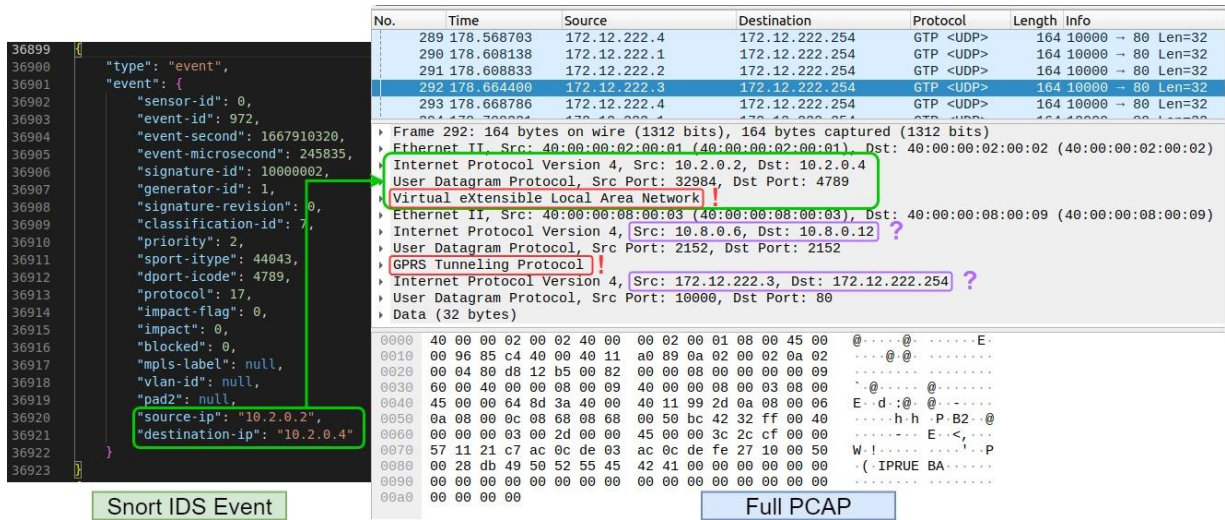 36899 {
36900 "type": "event",
36901 "event": {
36902 "sensor-id": 0,
36903 "event-id": 972,
36904 "event-second": 1667910320,
36905 "event-microsecond": 245835,
36906 "signature-id": 10000002,
36907 "generator-id": 1,
36908 "signature-revision": 0,
36909 "classification-id": 7,
36910 "priority": 2,
36911 "sport-itype": 44043,
36912 "dport-icode": 4789,
36913 "protocol": 17,
36914 "impact-flag": 0,
36915 "impact": 0,
36916 "blocked": 0,
36917 "mpls-label": null,
36918 "vlan-id": null,
36919 "pad2": null,
36920 "source-ip": "10.2.0.2",
36921 "destination-ip": "10.2.0.4"
36922 }
36923 }
Snort IDS Event
No. Time Source Destination Protocol Length Info
289 178.568703 172.12.222.4 172.12.222.254 GTP <UDP> 164 10000 → 80 Len=32
290 178.608138 172.12.222.1 172.12.222.254 GTP <UDP> 164 10000 → 80 Len=32
291 178.608833 172.12.222.2 172.12.222.254 GTP <UDP> 164 10000 → 80 Len=32
292 178.664400 172.12.222.3 172.12.222.254 GTP <UDP> 164 10000 → 80 Len=32
293 178.668786 172.12.222.4 172.12.222.254 GTP <UDP> 164 10000 → 80 Len=32
Frame 292: 164 bytes on wire (1312 bits), 164 bytes captured (1312 bits)
Ethernet II, Src: 40:00:00:02:00:01 (40:00:00:02:00:01), Dst: 40:00:00:02:00:02 (40:00:00:02:00:02)
Internet Protocol Version 4, Src: 10.2.0.2, Dst: 10.2.0.4
User Datagram Protocol, Src Port: 32984, Dst Port: 4789
Virtual eXtensible Local Area Network !
Ethernet II, Src: 40:00:00:08:00:03 (40:00:00:08:00:03), Dst: 40:00:00:08:00:09 (40:00:00:08:00:09)
Internet Protocol Version 4, Src: 10.8.0.6, Dst: 10.8.0.12 ?
User Datagram Protocol, Src Port: 2152, Dst Port: 2152
GPRS Tunneling Protocol !
Internet Protocol Version 4, Src: 172.12.222.3, Dst: 172.12.222.254 ?
User Datagram Protocol, Src Port: 10000, Dst Port: 80
Data (32 bytes)
0000 40 00 00 02 00 02 40 00 00 02 00 01 08 00 45 00 @·····@· ······E·
0010 00 96 85 c4 40 00 40 11 a0 89 0a 02 00 02 0a 02 ····@·@· ········
0020 00 04 80 d8 12 b5 00 82 00 00 08 00 00 00 00 09 ········ ········
0030 60 00 40 00 00 08 00 09 40 00 00 08 00 03 08 00 `·@····· @·······
0040 45 00 00 64 8d 3a 40 00 40 11 99 2d 0a 08 00 06 E··d·:@· @··-····
0050 0a 08 00 0c 08 68 08 68 00 50 bc 42 32 ff 00 40 ·····h·h ·P·B2··@
0060 00 00 00 03 00 2d 00 00 45 00 00 3c 2c cf 00 00 ·····-·· E··<,···
0070 57 11 21 c7 ac 0c de 03 ac 0c de fe 27 10 00 50 W·!····· ····'··P
0080 00 28 db 49 50 52 55 45 42 41 00 00 00 00 00 00 ·(·IPRUE BA······
0090 00 00 00 00 00 00 00 00 00 00 00 00 00 00 00 00 ········ ········
00a0 00 00 00 00 ····
Full PCAP